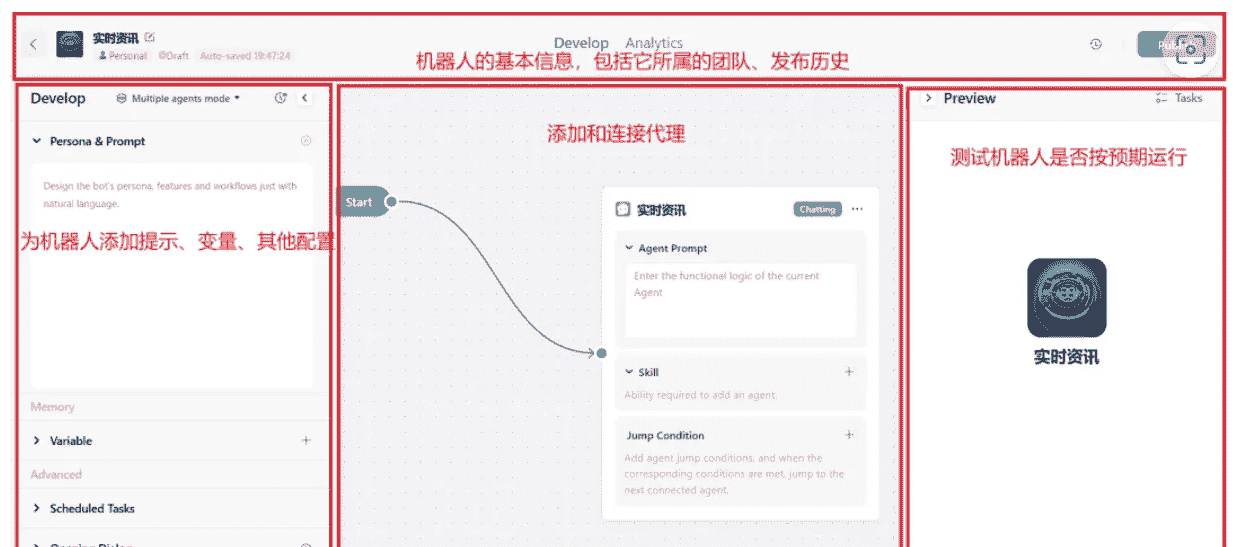 实时资讯
Personal Draft Auto-saved 19:47:24
Develop Analytics
机器人的基本信息，包括它所属的团队、发布历史
Develop Multiple agents mode
Persona & Prompt
Design the bot's persona, features and workflows just with
natural language.
为机器人添加提示、变量、其他配置
Memory
Variable
Advanced
Scheduled Tasks
添加和连接代理
Start
实时资讯 Chatting
Agent Prompt
Enter the functional logic of the current
Agent
Skill
Ability required to add an agent.
Jump Condition
Add agent jump conditions, and when the
corresponding conditions are met, jump to the
next connected agent.
Preview Tasks
测试机器人是否按预期运行
实时资讯